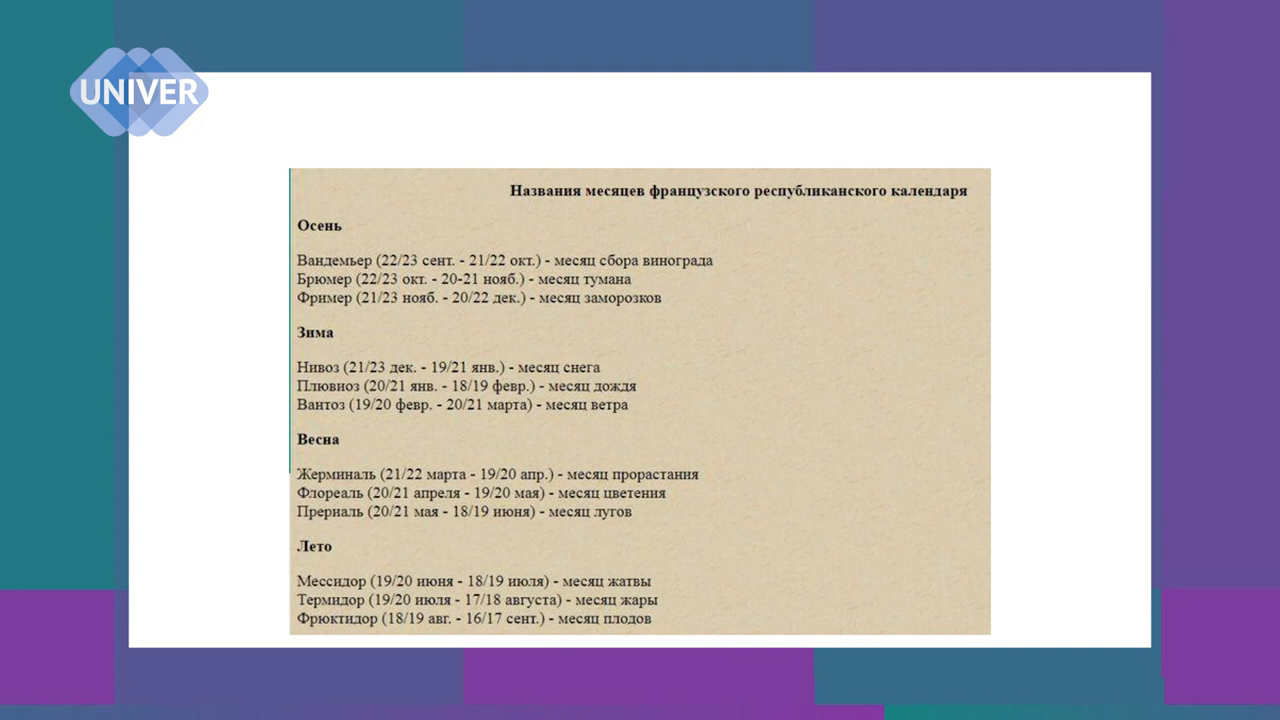 UNIVER
Названия месяцев французского республиканского календаря
Осень
Вандемьер (22/23 сент. - 21/22 окт.) - месяц сбора винограда
Брюмер (22/23 окт. - 20-21 нояб.) - месяц тумана
Фример (21/23 нояб. - 20/22 дек.) - месяц заморозков
Зима
Нивоз (21/23 дек. - 19/21 янв.) - месяц снега
Плювиоз (20/21 янв. - 18/19 февр.) - месяц дождя
Вантоз (19/20 февр. - 20/21 марта) - месяц ветра
Весна
Жерминаль (21/22 марта - 19/20 апр.) - месяц прорастания
Флореаль (20/21 апреля - 19/20 мая) - месяц цветения
Прериаль (20/21 мая - 18/19 июня) - месяц лугов
Лето
Мессидор (19/20 июня - 18/19 июля) - месяц жатвы
Термидор (19/20 июля - 17/18 августа) - месяц жары
Фрюктидор (18/19 авг. - 16/17 сент.) - месяц плодов